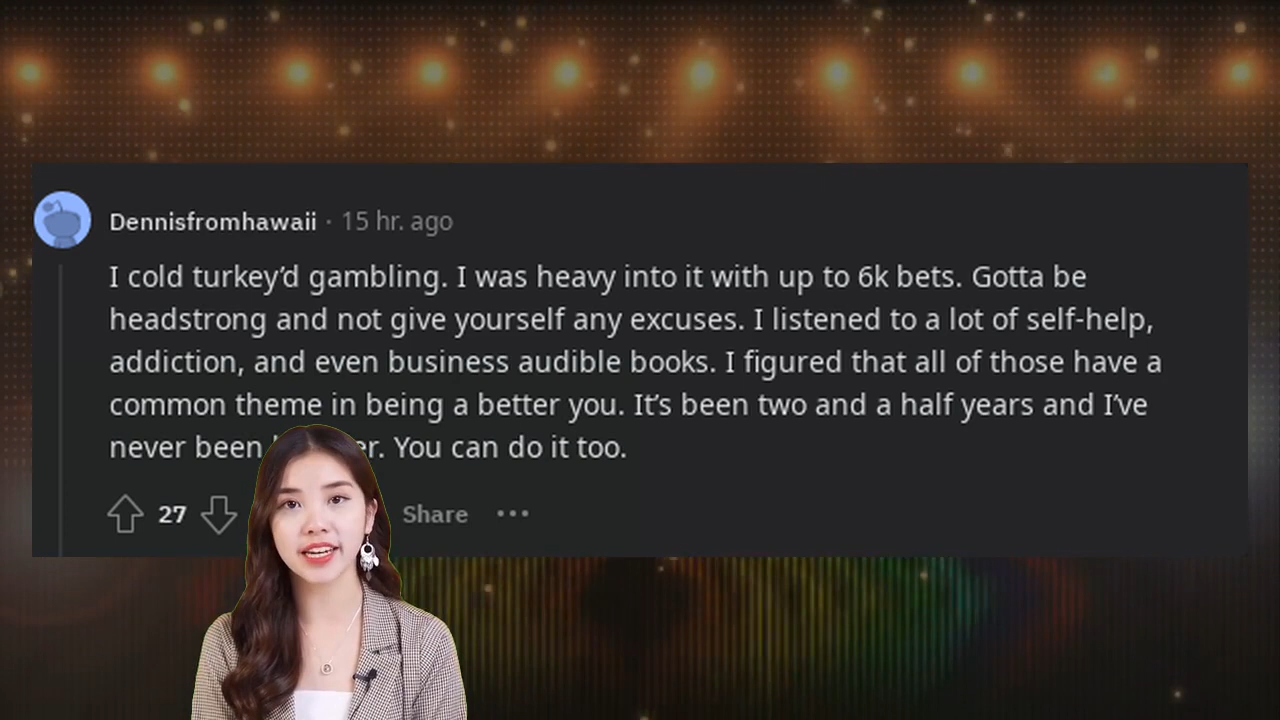 Dennisfromhawaii · 15 hr. ago
I cold turkey'd gambling. I was heavy into it with up to 6k bets. Gotta be
headstrong and not give yourself any excuses. I listened to a lot of self-help,
addiction, and even business audible books. I figured that all of those have a
common theme in being a better you. It's been two and a half years and I've
never been. You can do it too.
27 Share